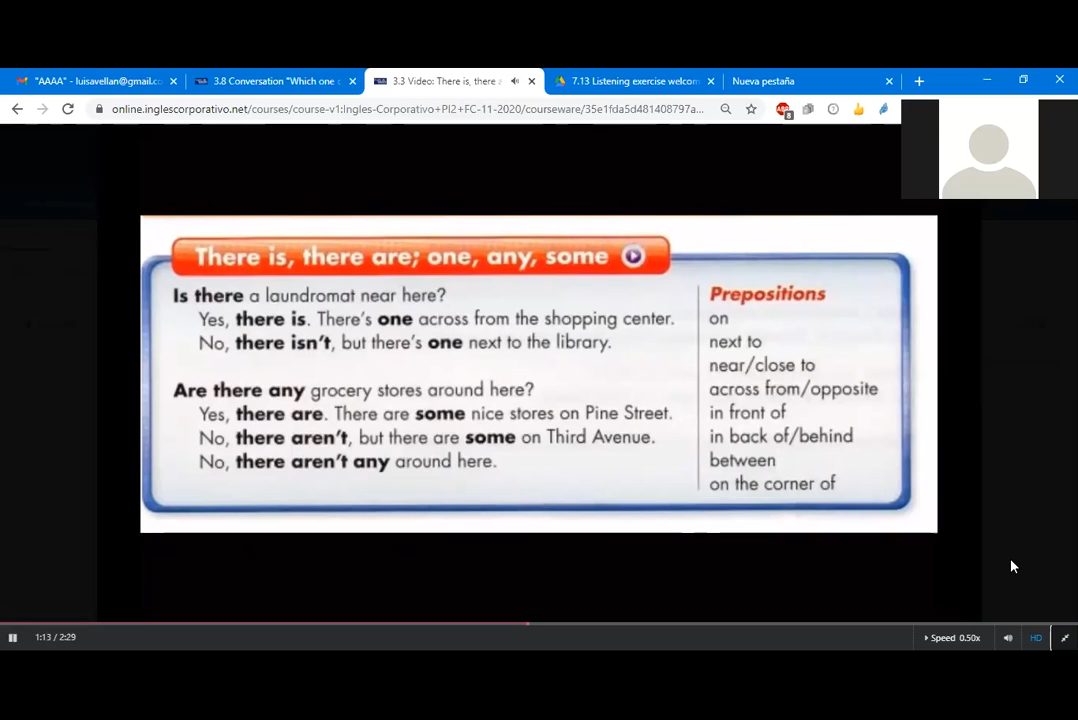 "AAAA" - luisavellan@gmail.co
3.8 Conversation "Which one
3.3 Video: There is, there
7.13 Listening exercise welcom
Nueva pestaña
online.inglescorporativo.net/courses/course-v1:Ingles-Corporativo+PI2+FC-11-2020/courseware/35e1fda5d481408797a...
8
There is, there are; one, any, some
Is there a laundromat near here?
Yes, there is. There's one across from the shopping center.
No, there isn't, but there's one next to the library.
Are there any grocery stores around here?
Yes, there are. There are some nice stores on Pine Street.
No, there aren't, but there are some on Third Avenue.
No, there aren't any around here.
Prepositions
on
next to
near/close to
across from/opposite
in front of
in back of/behind
between
on the corner of
1:13 / 2:29
Speed 0.50x
HD